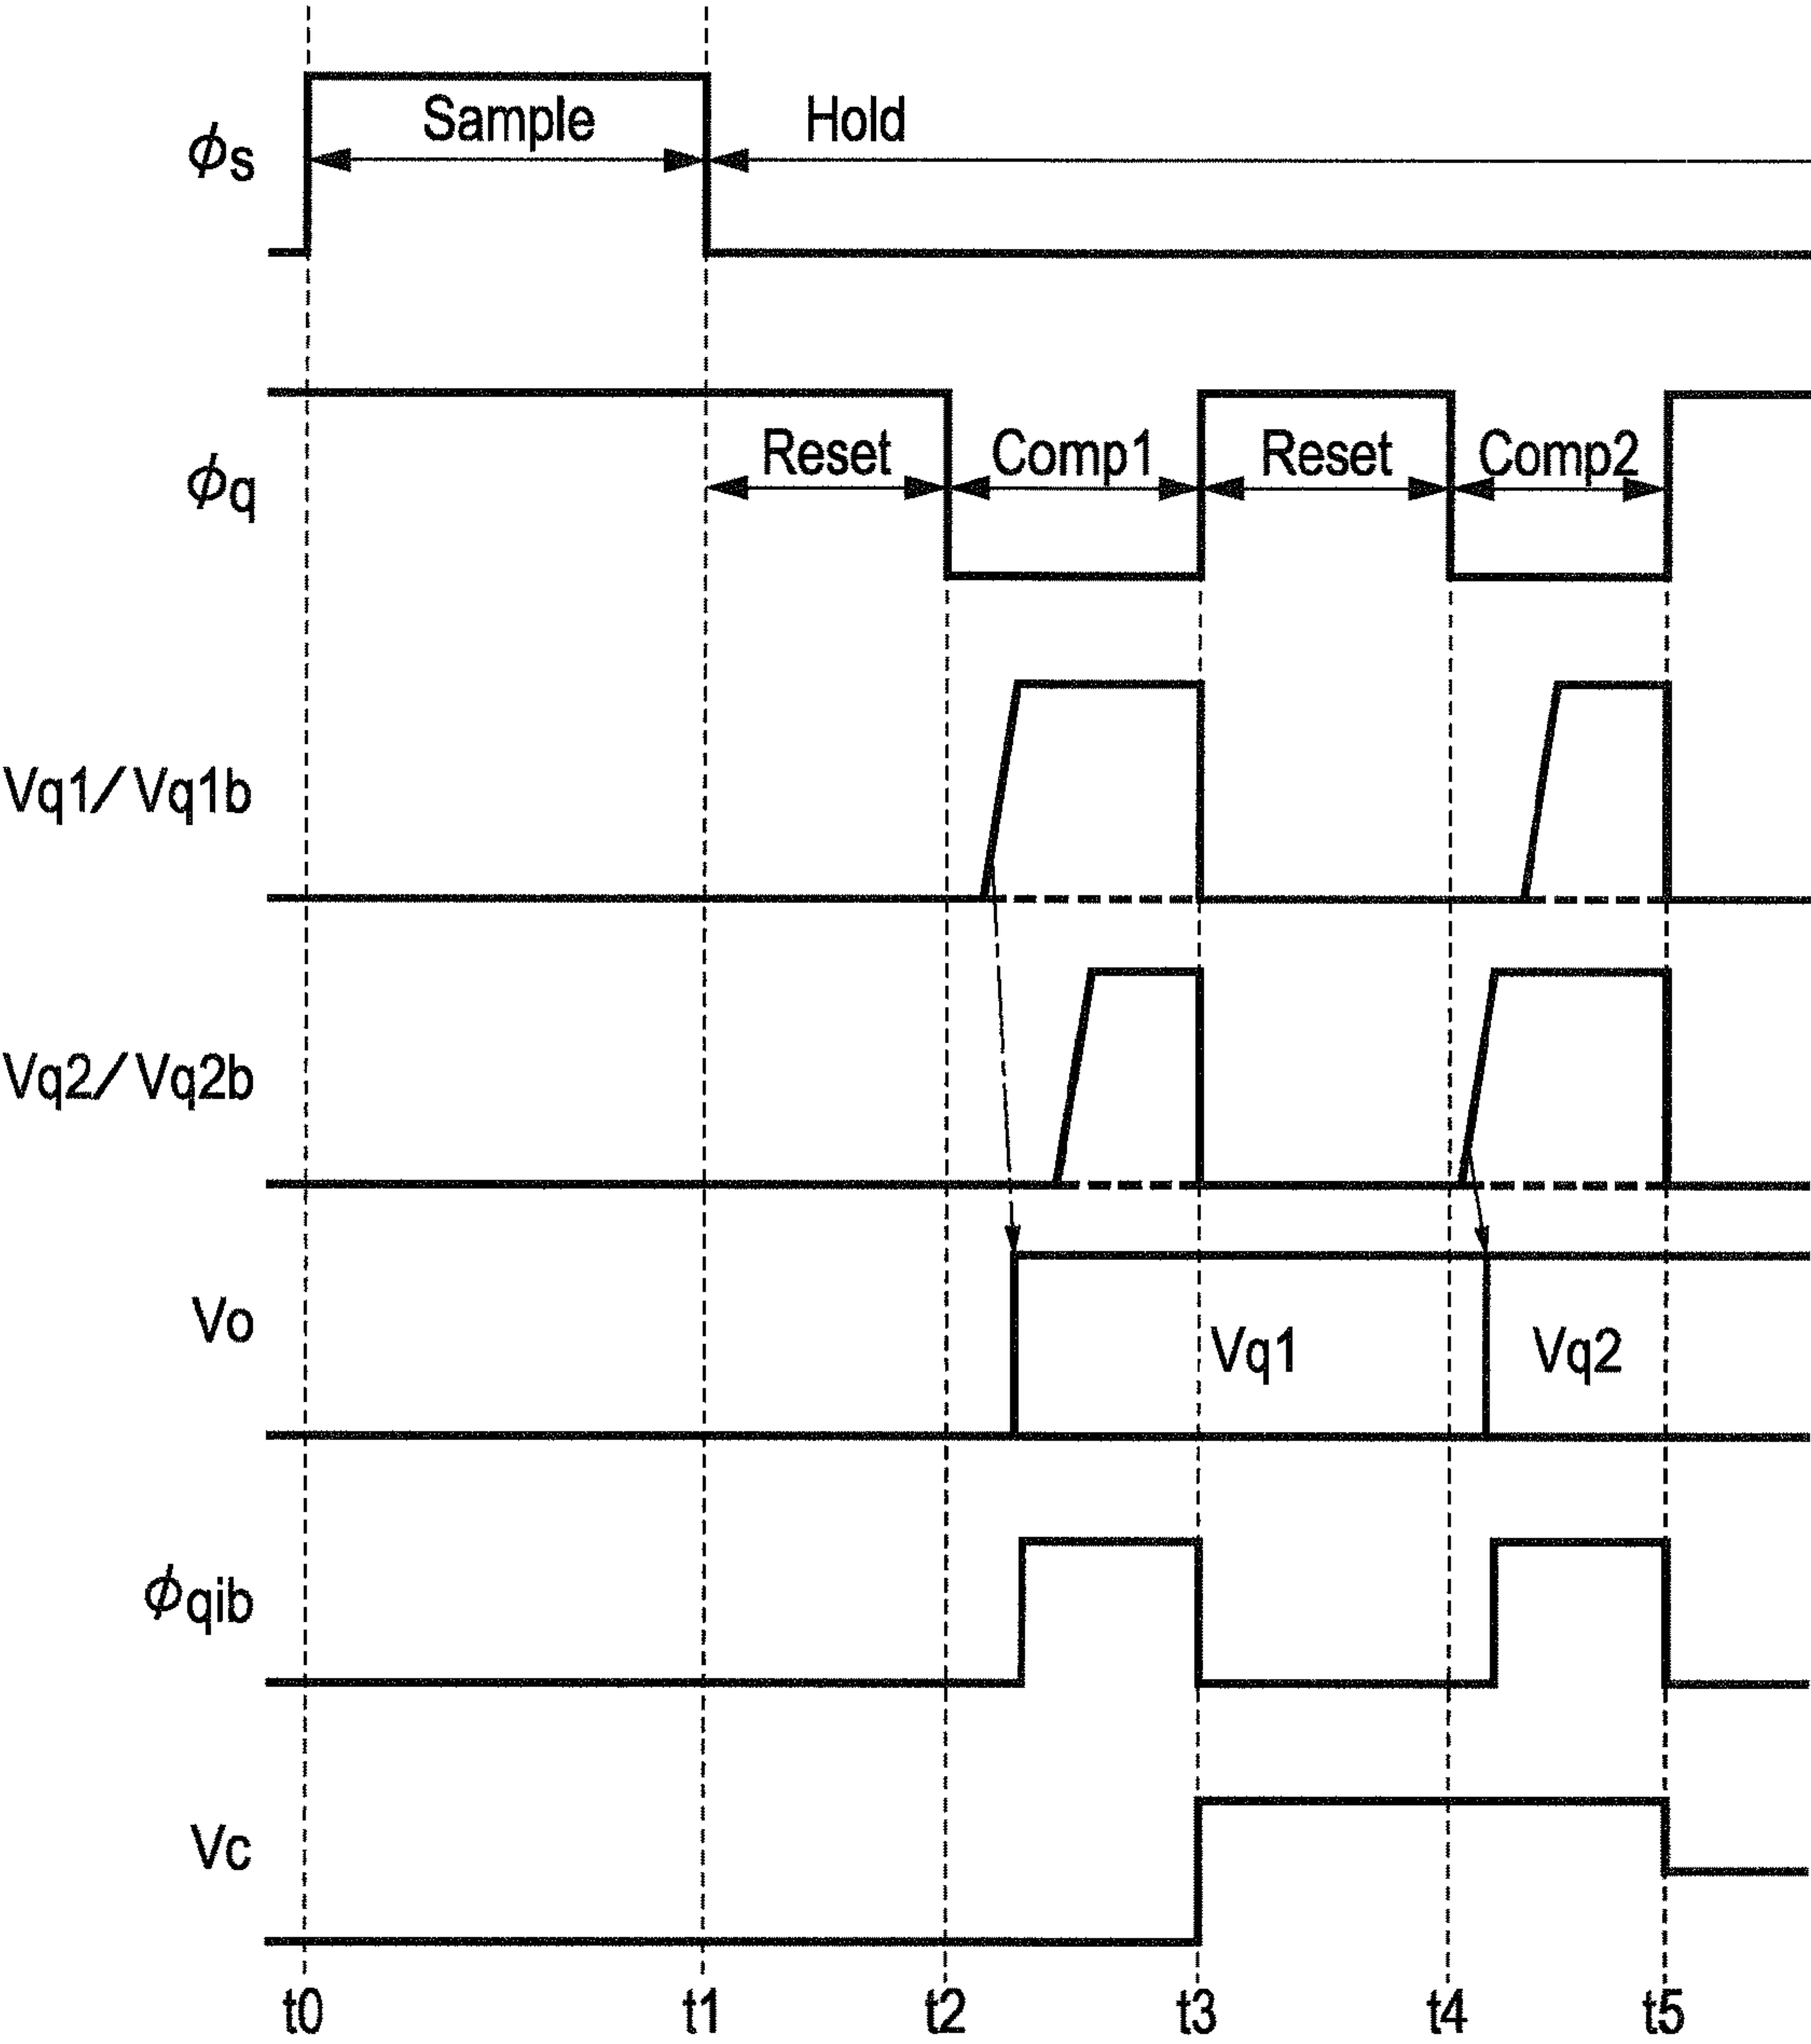 Sample Hold
ϕs
Reset Comp1 Reset Comp2
ϕq
Vq1/Vq1b
Vq2/Vq2b
Vo Vq1 Vq2
ϕqib
Vc
t0 t1 t2 t3 t4 t5